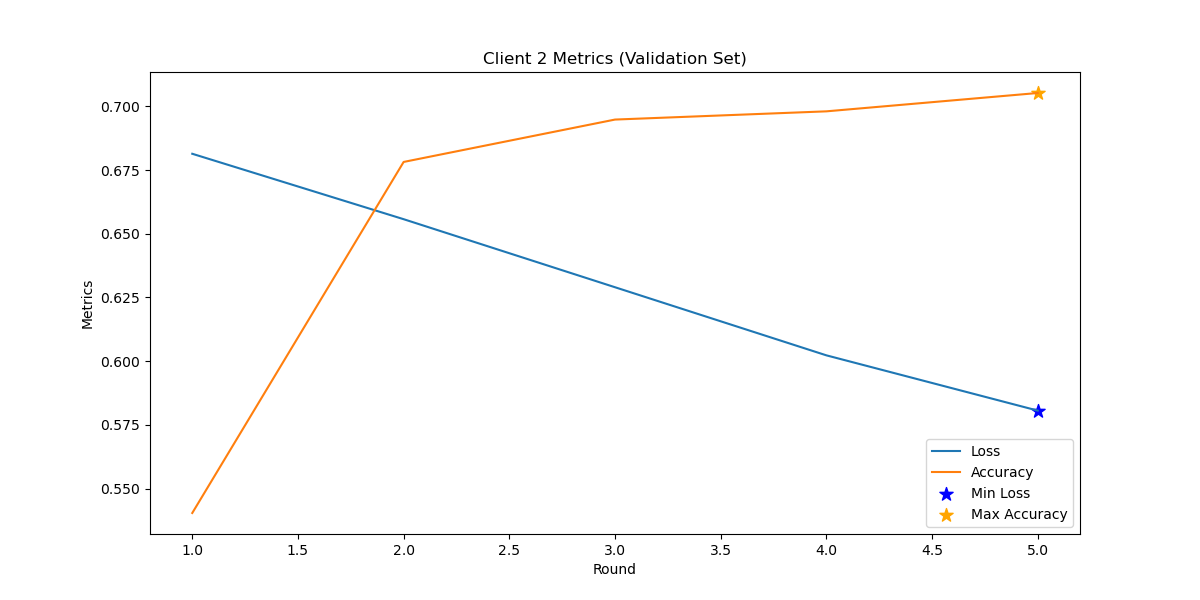 Client 2 Metrics (Validation Set)
Metrics
0.700
0.675
0.650
0.625
0.600
0.575
0.550
1.0 1.5 2.0 2.5 3.0 3.5 4.0 4.5 5.0
Round
Loss
Accuracy
Min Loss
Max Accuracy